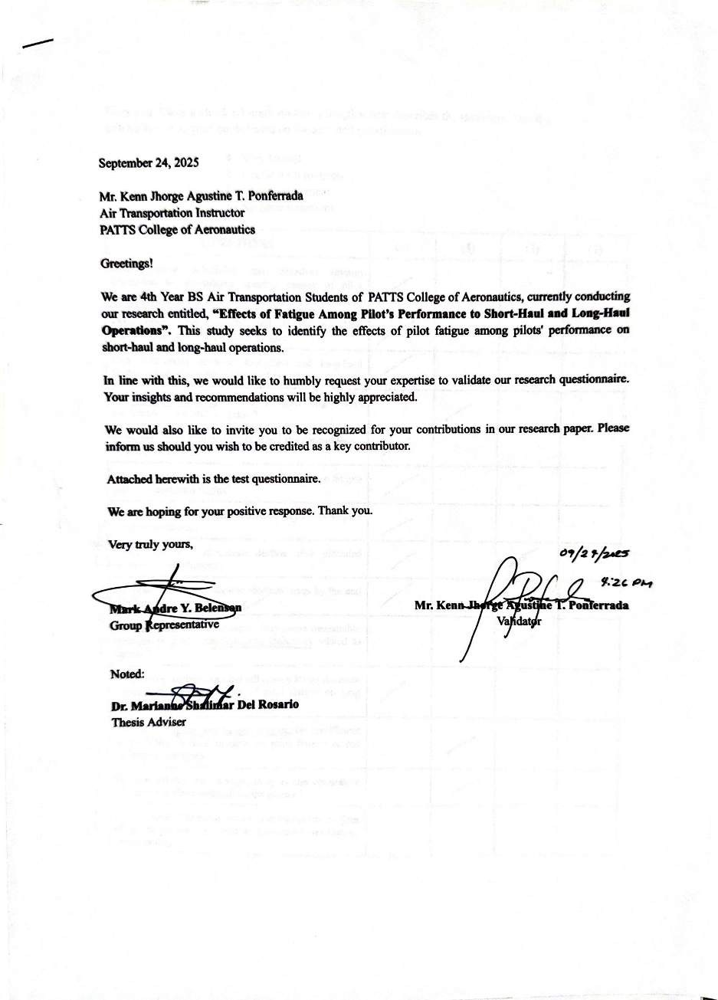 September 24, 2025
Mr. Kenn Jhorge Agustine T. Ponferrada
Air Transportation Instructor
PATTS College of Aeronautics
Greetings!
We are 4th Year BS Air Transportation Students of PATTS College of Aeronautics, currently conducting
our research entitled, “Effects of Fatigue Among Pilot’s Performance to Short-Haul and Long-Haul
Operations”. This study seeks to identify the effects of pilot fatigue among pilots' performance on
short-haul and long-haul operations.
In line with this, we would like to humbly request your expertise to validate our research questionnaire.
Your insights and recommendations will be highly appreciated.
We would also like to invite you to be recognized for your contributions in our research paper. Please
inform us should you wish to be credited as a key contributor.
Attached herewith is the test questionnaire.
We are hoping for your positive response. Thank you.
Very truly yours,
4:26 PM
Mark Andre Y. Belenson
Mr. Kenn Jhorge Agustine T. Ponferrada
Group Representative
Validator
Noted:
Dr. Marianne Shalimar Del Rosario
Thesis Adviser